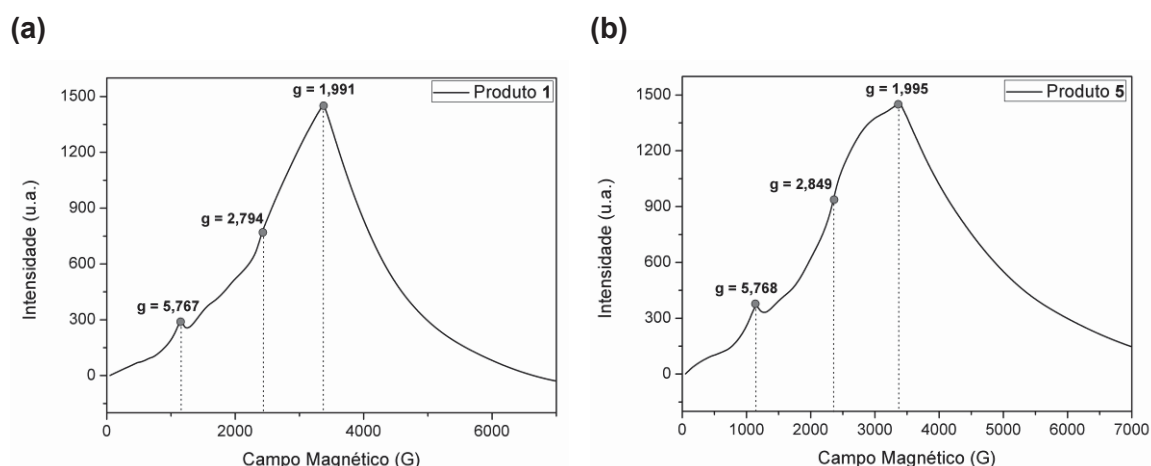 (a)
(b)
Produto 1
g = 1,991
g = 2,794
g = 5,767
1500
1200
900
600
300
0
Intensidade (u.a.)
0 2000 4000 6000
Campo Magnético (G)
Produto 5
g = 1,995
g = 2,849
g = 5,768
1500
1200
900
600
300
0
Intensidade (u.a.)
0 1000 2000 3000 4000 5000 6000 7000
Campo Magnético (G)